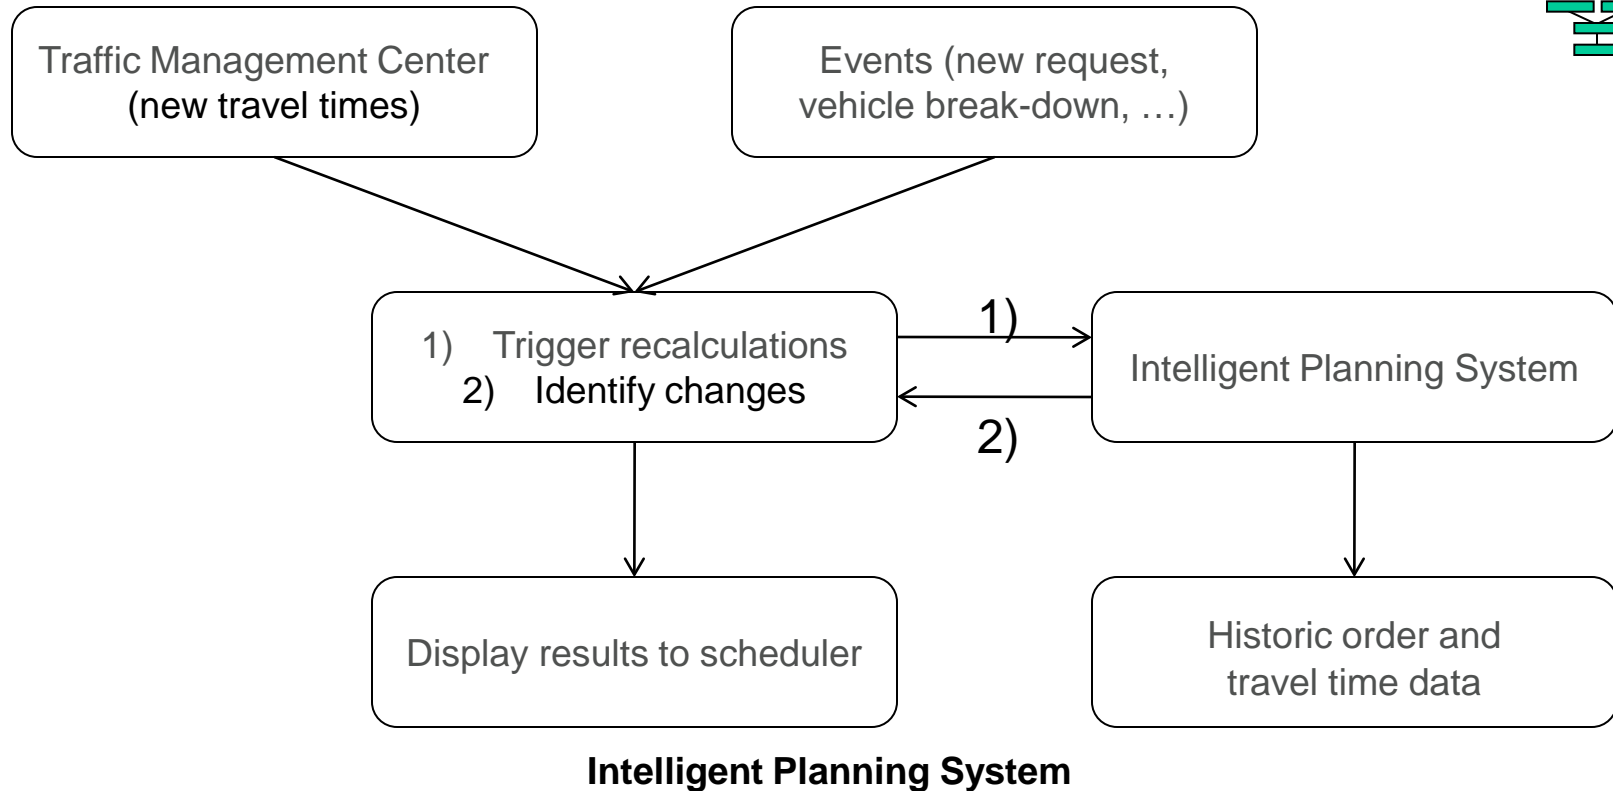 Traffic Management Center
(new travel times)
Events (new request,
vehicle break-down, …)
1) Trigger recalculations
2) Identify changes
1)
2)
Intelligent Planning System
Display results to scheduler
Historic order and
travel time data
Intelligent Planning System